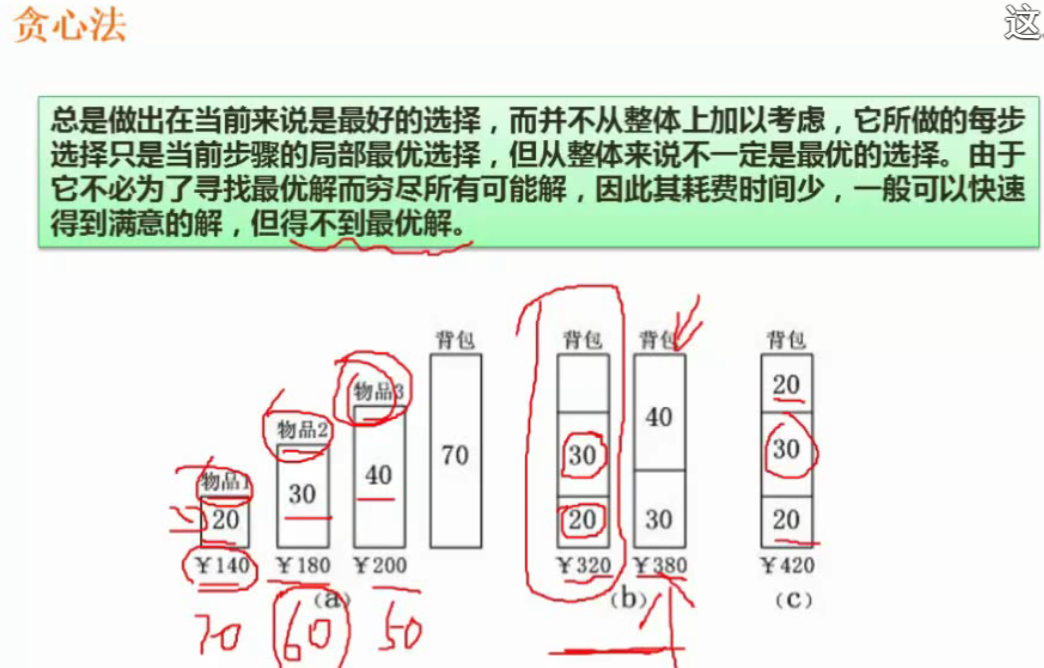 贪心法
这
总是做出在当前来说是最好的选择，而并不从整体上加以考虑，它所做的每步
选择只是当前步骤的局部最优选择，但从整体来说不一定是最优的选择。由于
它不必为了寻找最优解而穷尽所有可能解，因此其耗费时间少，一般可以快速
得到满意的解，但得不到最优解。
物品1
20
¥140
物品2
30
¥180
物品3
40
¥200
背包
70
(a)
背包
30
20
¥320
背包
40
30
¥380
(b)
背包
20
30
20
¥420
(c)
70 60 50